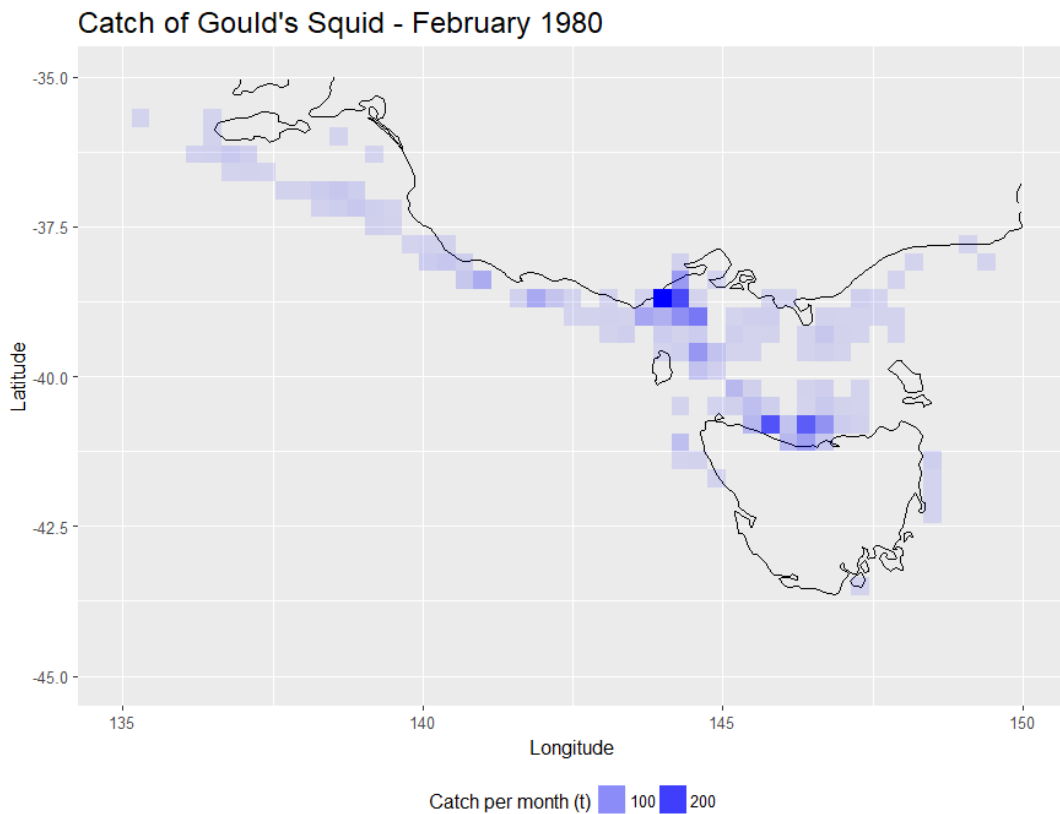 Catch of Gould's Squid - February 1980
-35.0
-37.5
-40.0
-42.5
-45.0
Latitude
135 140 145 150
Longitude
Catch per month (t) 100 200